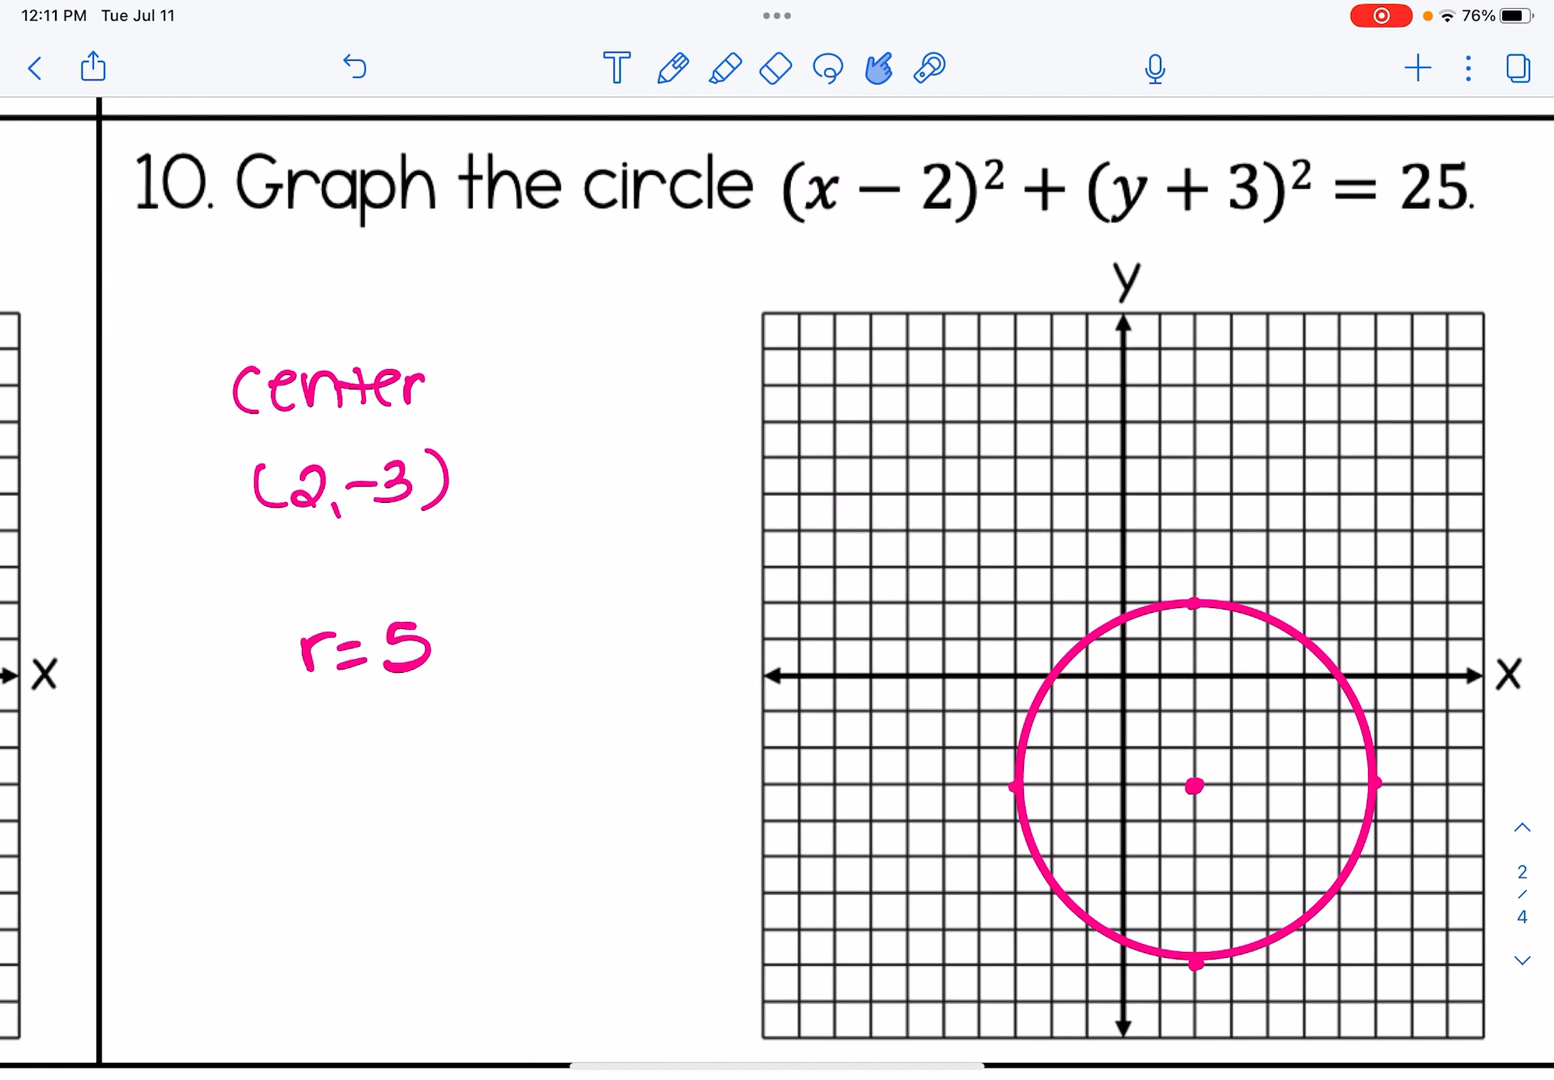 12:11 PM Tue Jul 11
76%
T
10. Graph the circle (x − 2)² + (y + 3)² = 25.
y
center
(2,-3)
r=5
X
X
2
/
4